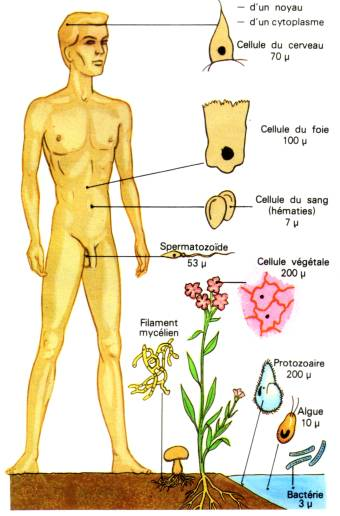 — d'un noyau
— d'un cytoplasme
Cellule du cerveau
70 µ
Cellule du foie
100 µ
Cellule du sang
(hématies)
7 µ
Spermatozoïde
53 µ
Cellule végétale
200 µ
Filament
mycélien
Protozoaire
200 µ
Algue
10 µ
Bactérie
3 µ